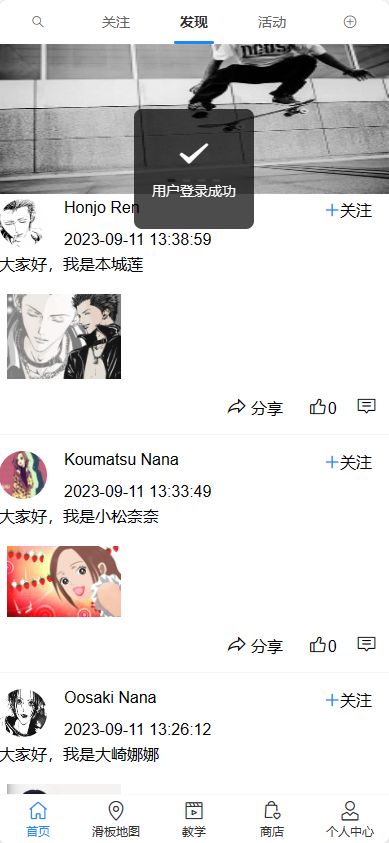 关注 发现 活动
用户登录成功
Honjo Ren +关注
2023-09-11 13:38:59
大家好，我是本城莲
分享 0
Koumatsu Nana +关注
2023-09-11 13:33:49
大家好，我是小松奈奈
分享 0
Oosaki Nana +关注
2023-09-11 13:26:12
大家好，我是大崎娜娜
首页 滑板地图 教学 商店 个人中心